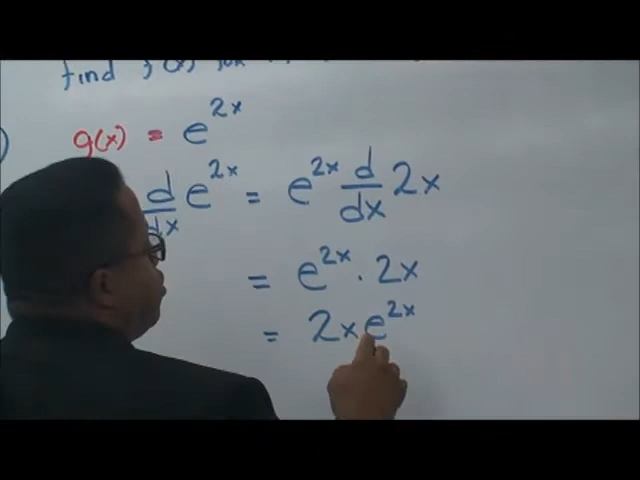 find
g(x) = e^{2x}
d/dx e^{2x} = e^{2x} d/dx 2x
= e^{2x} · 2x
= 2x e^{2x}